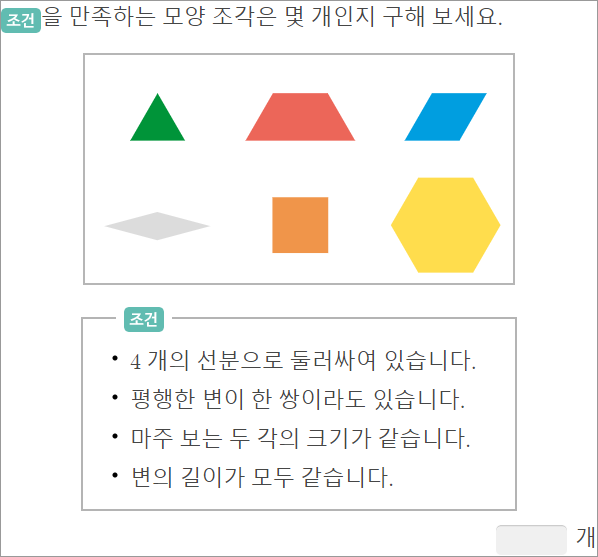 조건을 만족하는 모양 조각은 몇 개인지 구해 보세요.
조건
• 4 개의 선분으로 둘러싸여 있습니다.
• 평행한 변이 한 쌍이라도 있습니다.
• 마주 보는 두 각의 크기가 같습니다.
• 변의 길이가 모두 같습니다.
개